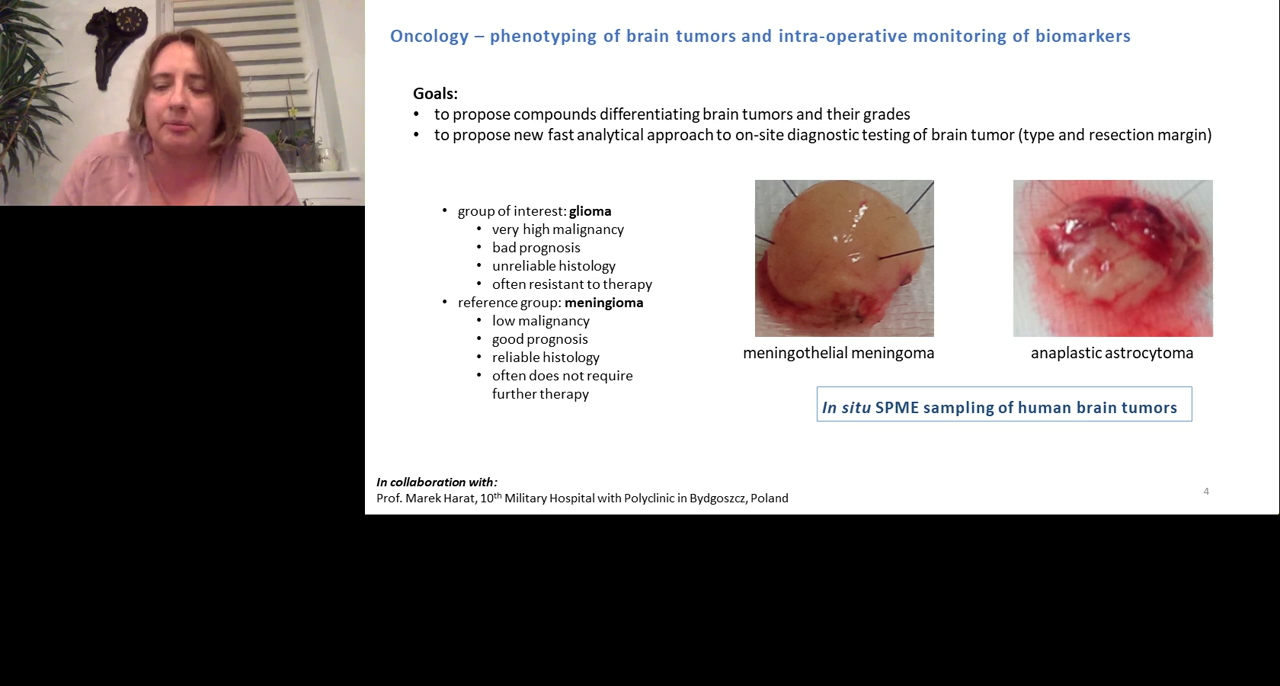 Oncology – phenotyping of brain tumors and intra-operative monitoring of biomarkers
Goals:
• to propose compounds differentiating brain tumors and their grades
• to propose new fast analytical approach to on-site diagnostic testing of brain tumor (type and resection margin)
• group of interest: glioma
• very high malignancy
• bad prognosis
• unreliable histology
• often resistant to therapy
• reference group: meningioma
• low malignancy
• good prognosis
• reliable histology
• often does not require
further therapy
meningothelial meningoma
anaplastic astrocytoma
In situ SPME sampling of human brain tumors
In collaboration with:
Prof. Marek Harat, 10th Military Hospital with Polyclinic in Bydgoszcz, Poland
4